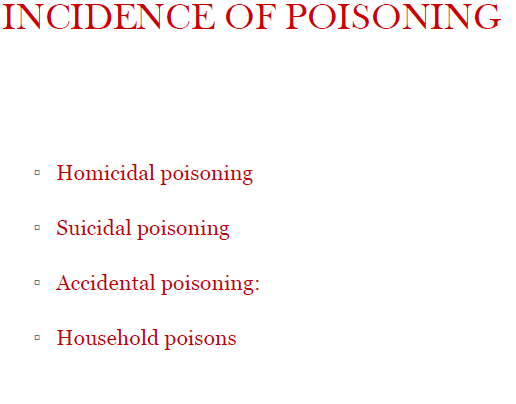 INCIDENCE OF POISONING
▫ Homicidal poisoning
▫ Suicidal poisoning
▫ Accidental poisoning:
▫ Household poisons